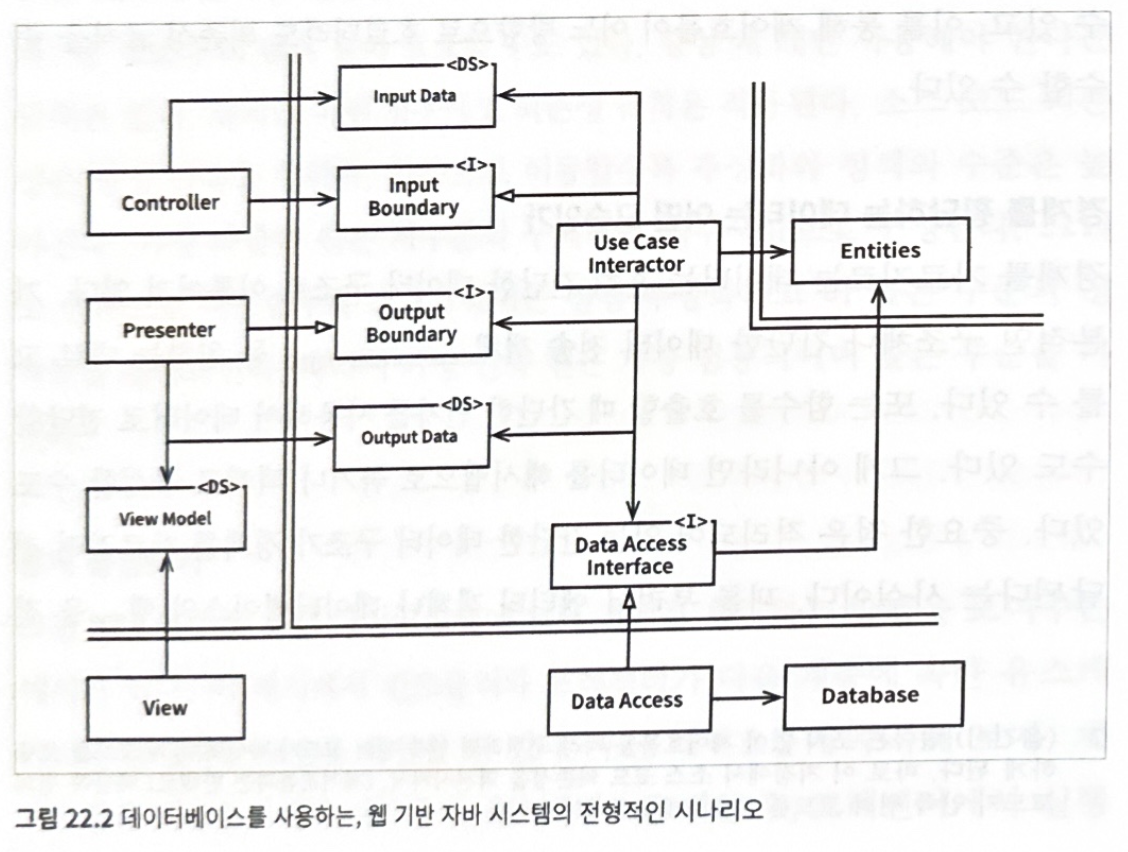 <DS>
Input Data
<I>
Input
Boundary
Controller
Use Case
Interactor
Entities
<I>
Output
Boundary
Presenter
<DS>
Output Data
<DS>
View Model
<I>
Data Access
Interface
View
Data Access
Database
그림 22.2 데이터베이스를 사용하는, 웹 기반 자바 시스템의 전형적인 시나리오